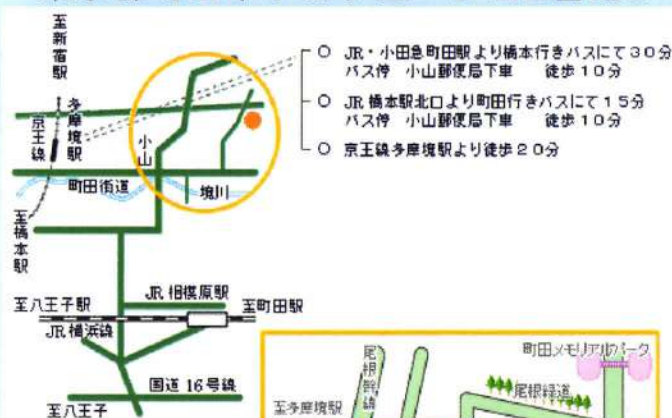 ○ JR・小田急町田駅より橋本行きバスにて30分
バス停 小山郵便局下車 徒歩10分
○ JR橋本駅北口より町田行きバスにて15分
バス停 小山郵便局下車 徒歩10分
○ 京王線多摩境駅より徒歩20分
至新宿駅
多摩境駅
京王線
小山
町田街道
境川
至橋本駅
JR相模原駅
至八王子駅
至町田駅
JR横浜線
国道16号線
至八王子
尾根幹線
町田メモリアルパーク
尾根緑道
至多摩境駅